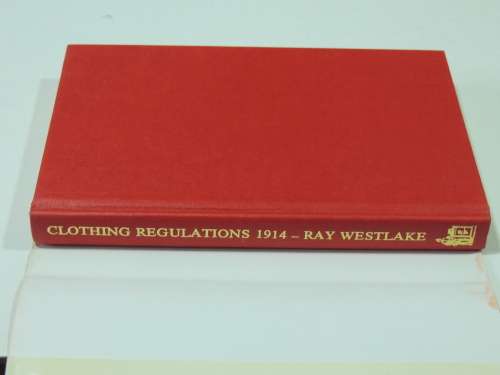 CLOTHING REGULATIONS 1914 – RAY WESTLAKE